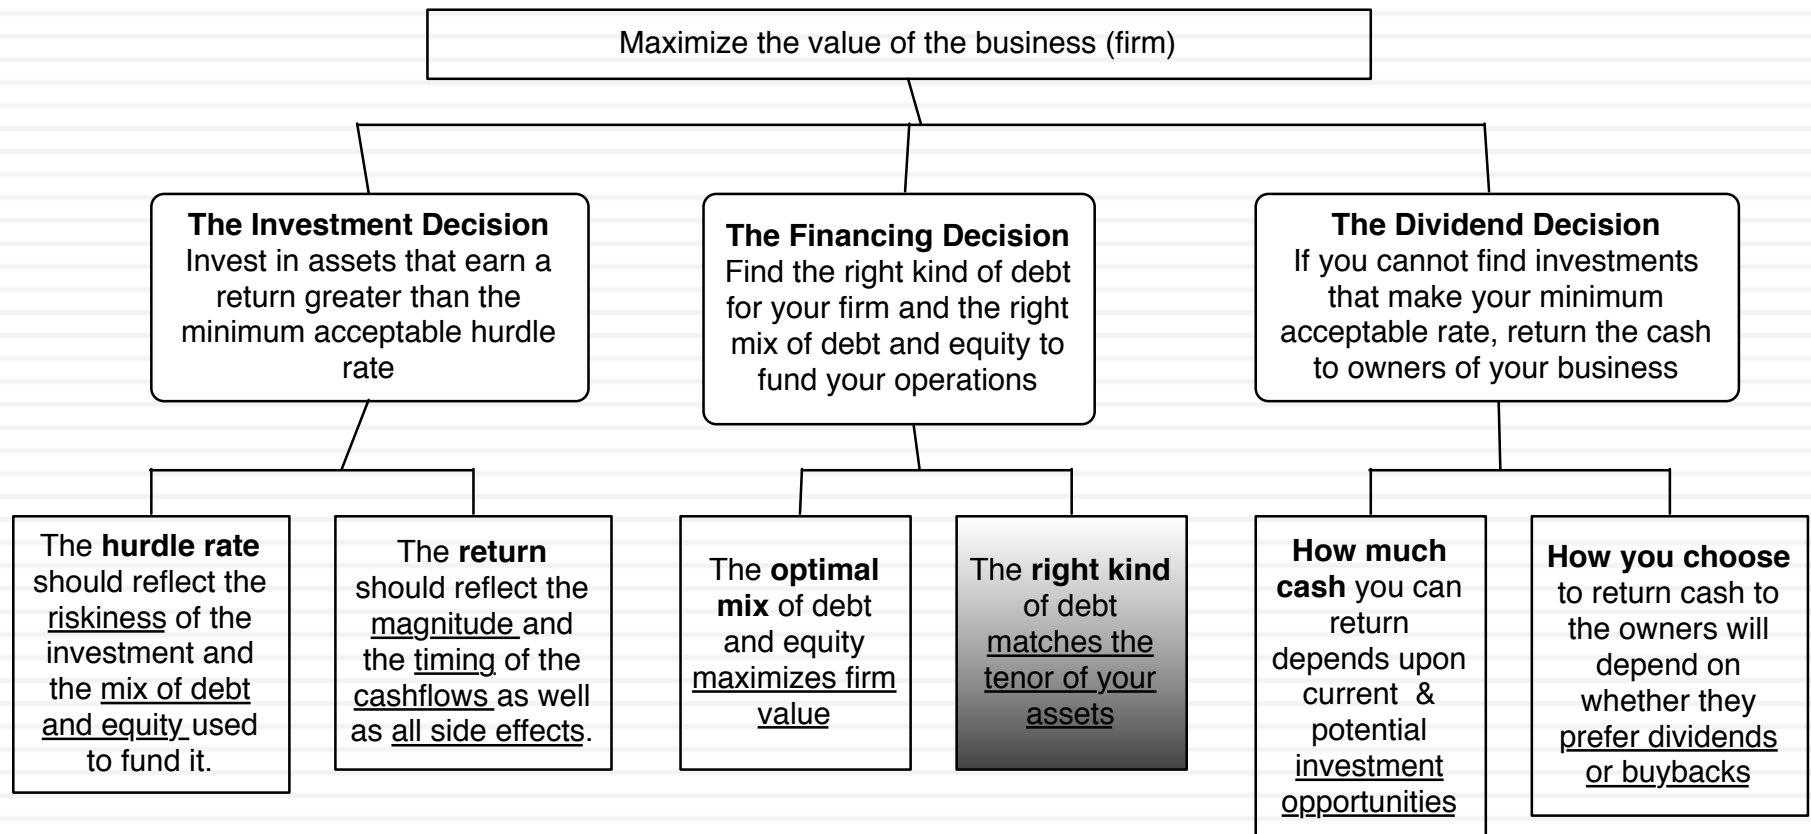 Maximize the value of the business (firm)
The Investment Decision
Invest in assets that earn a
return greater than the
minimum acceptable hurdle
rate
The Financing Decision
Find the right kind of debt
for your firm and the right
mix of debt and equity to
fund your operations
The Dividend Decision
If you cannot find investments
that make your minimum
acceptable rate, return the cash
to owners of your business
The hurdle rate
should reflect the
riskiness of the
investment and
the mix of debt
and equity used
to fund it.
The return
should reflect the
magnitude and
the timing of the
cashflows as well
as all side effects.
The optimal
mix of debt
and equity
maximizes firm
value
The right kind
of debt
matches the
tenor of your
assets
How much
cash you can
return
depends upon
current &
potential
investment
opportunities
How you choose
to return cash to
the owners will
depend on
whether they
prefer dividends
or buybacks